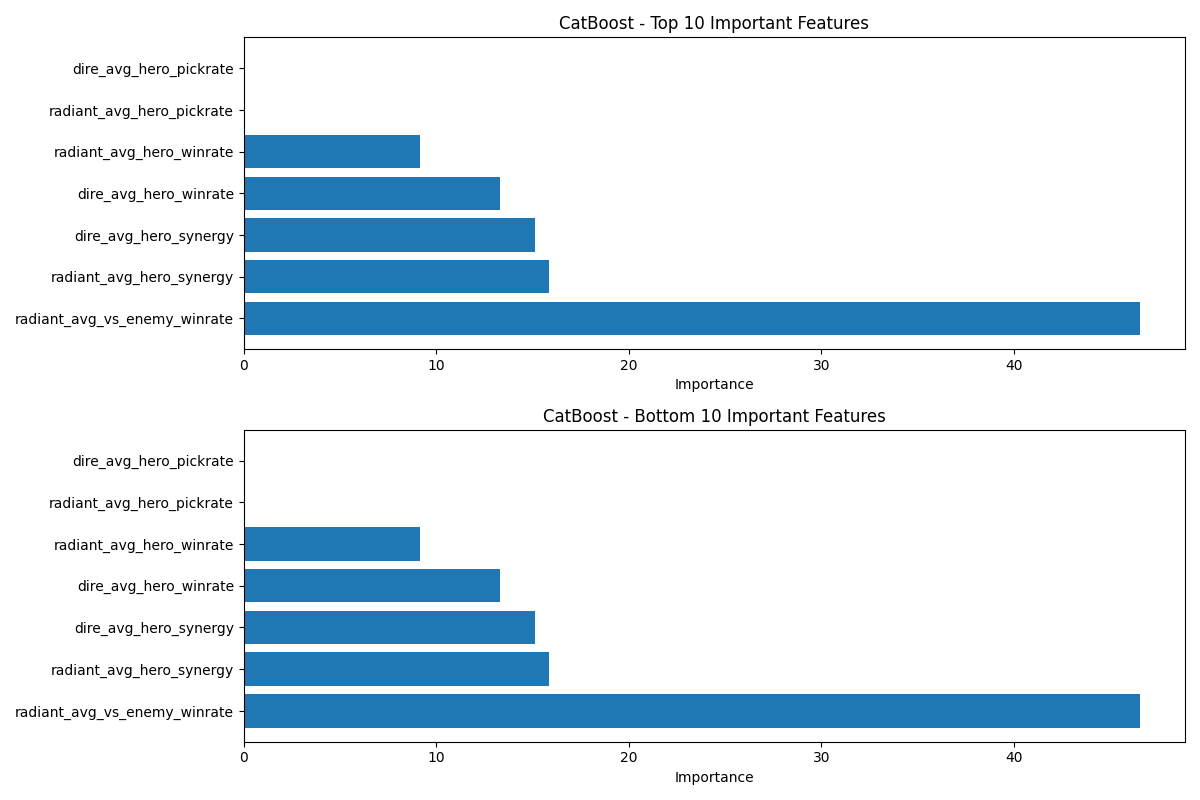 CatBoost - Top 10 Important Features
dire_avg_hero_pickrate
radiant_avg_hero_pickrate
radiant_avg_hero_winrate
dire_avg_hero_winrate
dire_avg_hero_synergy
radiant_avg_hero_synergy
radiant_avg_vs_enemy_winrate
0 10 20 30 40
Importance
CatBoost - Bottom 10 Important Features
dire_avg_hero_pickrate
radiant_avg_hero_pickrate
radiant_avg_hero_winrate
dire_avg_hero_winrate
dire_avg_hero_synergy
radiant_avg_hero_synergy
radiant_avg_vs_enemy_winrate
0 10 20 30 40
Importance